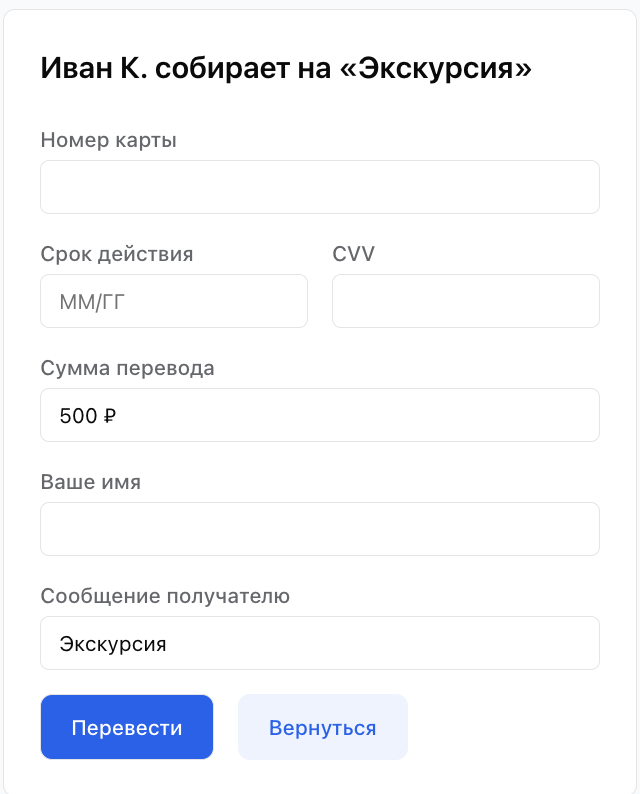 Иван К. собирает на «Экскурсия»
Номер карты
Срок действия CVV
ММ/ГГ
Сумма перевода
500 ₽
Ваше имя
Сообщение получателю
Экскурсия
Перевести Вернуться